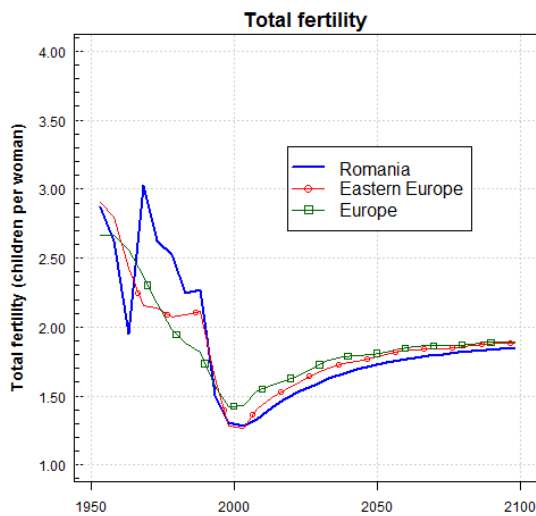 Total fertility
Total fertility (children per woman)
4.00
3.50
3.00
2.50
2.00
1.50
1.00
Romania
Eastern Europe
Europe
1950
2000
2050
2100